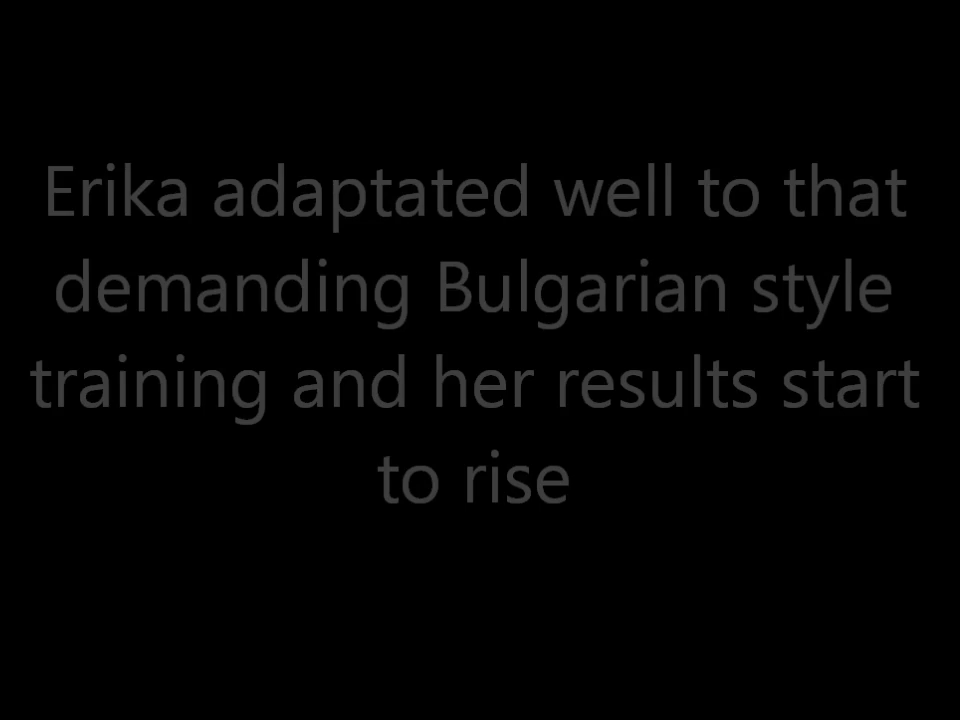 Erika adaptated well to that
demanding Bulgarian style
training and her results start
to rise